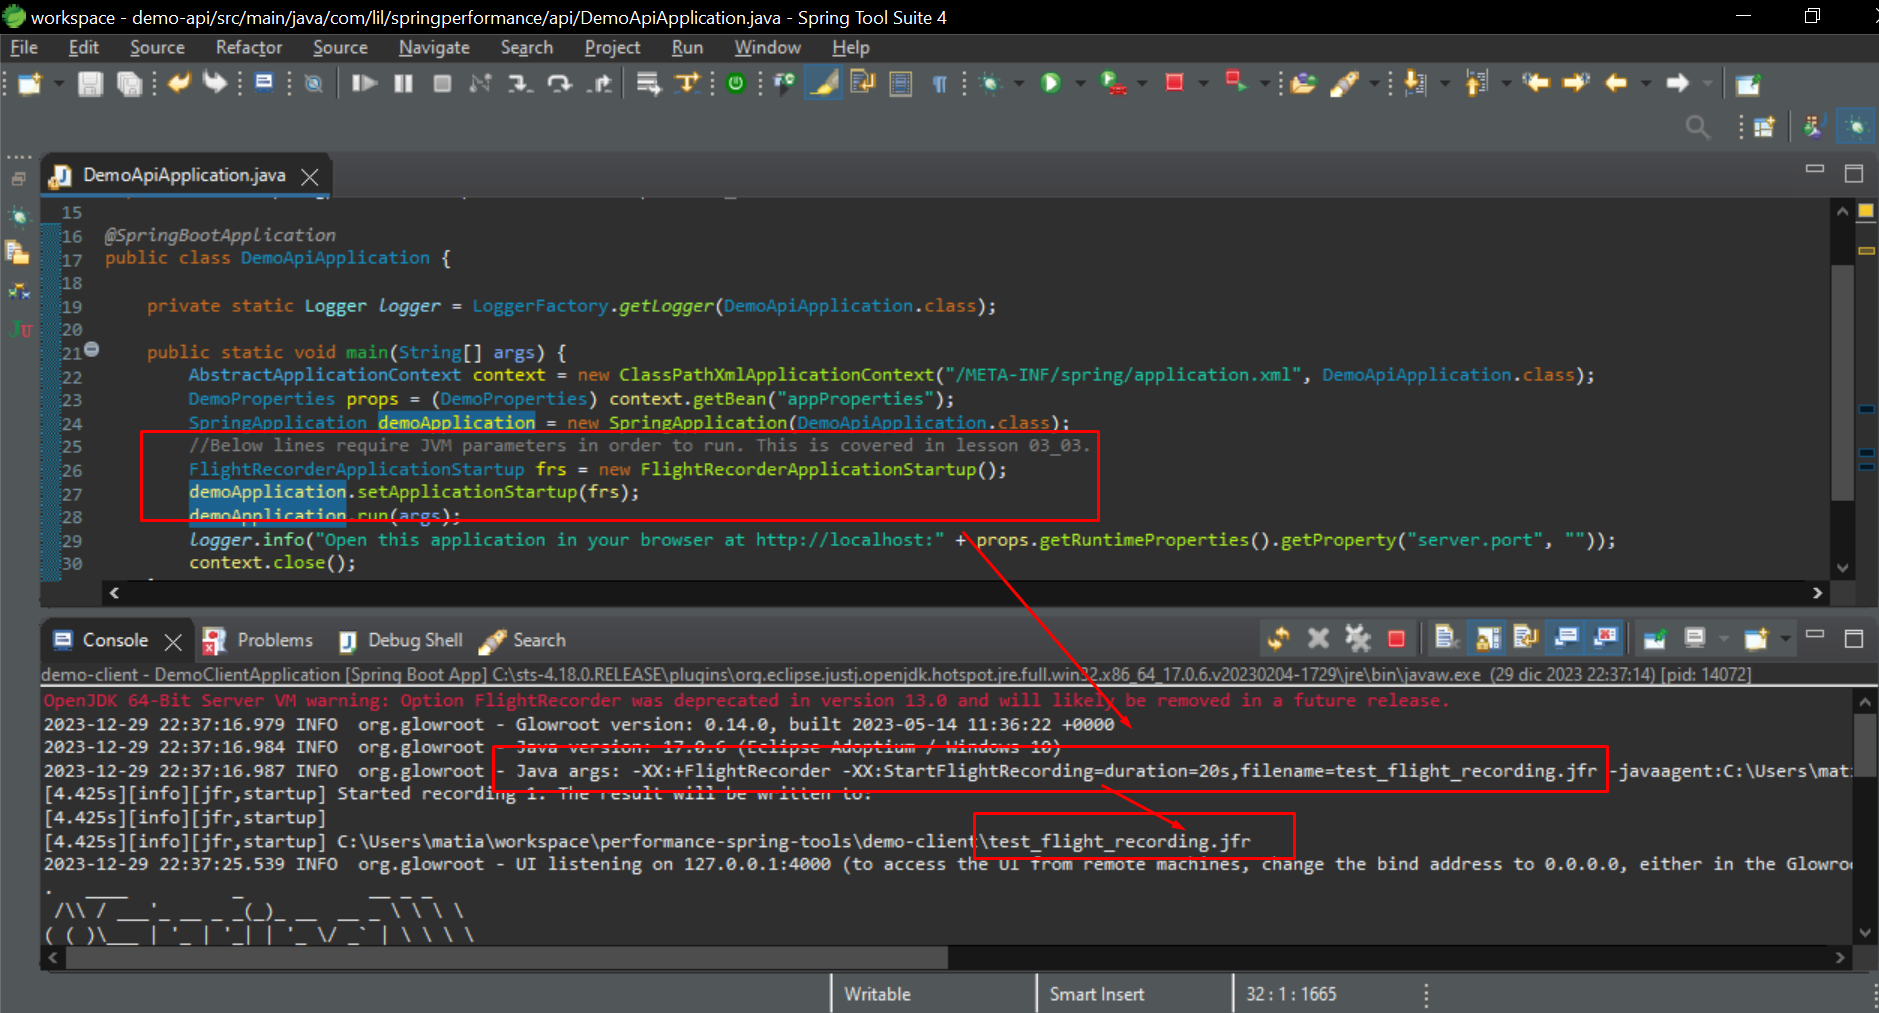 workspace - demo-api/src/main/java/com/lil/springperformance/api/DemoApiApplication.java - Spring Tool Suite 4
File Edit Source Refactor Source Navigate Search Project Run Window Help
DemoApiApplication.java
15
16 @SpringBootApplication
17 public class DemoApiApplication {
18
19 private static Logger logger = LoggerFactory.getLogger(DemoApiApplication.class);
20
21 public static void main(String[] args) {
22 AbstractApplicationContext context = new ClassPathXmlApplicationContext("/META-INF/spring/application.xml", DemoApiApplication.class);
23 DemoProperties props = (DemoProperties) context.getBean("appProperties");
24 SpringApplication demoApplication = new SpringApplication(DemoApiApplication.class);
25 //Below lines require JVM parameters in order to run. This is covered in lesson 03_03.
26 FlightRecorderApplicationStartup frs = new FlightRecorderApplicationStartup();
27 demoApplication.setApplicationStartup(frs);
28 demoApplication.run(args);
29 logger.info("Open this application in your browser at http://localhost:" + props.getRuntimeProperties().getProperty("server.port", ""));
30 context.close();
Console Problems Debug Shell Search
demo-client - DemoClientApplication [Spring Boot App] C:\sts-4.18.0.RELEASE\plugins\org.eclipse.justj.openjdk.hotspot.jre.full.win32.x86_64_17.0.6.v20230204-1729\jre\bin\javaw.exe (29 dic 2023 22:37:14) [pid: 14072]
OpenJDK 64-Bit Server VM warning: Option FlightRecorder was deprecated in version 13.0 and will likely be removed in a future release.
2023-12-29 22:37:16.979 INFO org.glowroot - Glowroot version: 0.14.0, built 2023-05-14 11:36:22 +0000
2023-12-29 22:37:16.984 INFO org.glowroot - Java version: 17.0.6 (Eclipse Adoptium / Windows 10)
2023-12-29 22:37:16.987 INFO org.glowroot - Java args: -XX:+FlightRecorder -XX:StartFlightRecording=duration=20s,filename=test_flight_recording.jfr -javaagent:C:\Users\mati
[4.425s][info][jfr,startup] Started recording 1. The result will be written to:
[4.425s][info][jfr,startup]
[4.425s][info][jfr,startup] C:\Users\matia\workspace\performance-spring-tools\demo-client\test_flight_recording.jfr
2023-12-29 22:37:25.539 INFO org.glowroot - UI listening on 127.0.0.1:4000 (to access the UI from remote machines, change the bind address to 0.0.0.0, either in the Glowro
Writable Smart Insert 32 : 1 : 1665